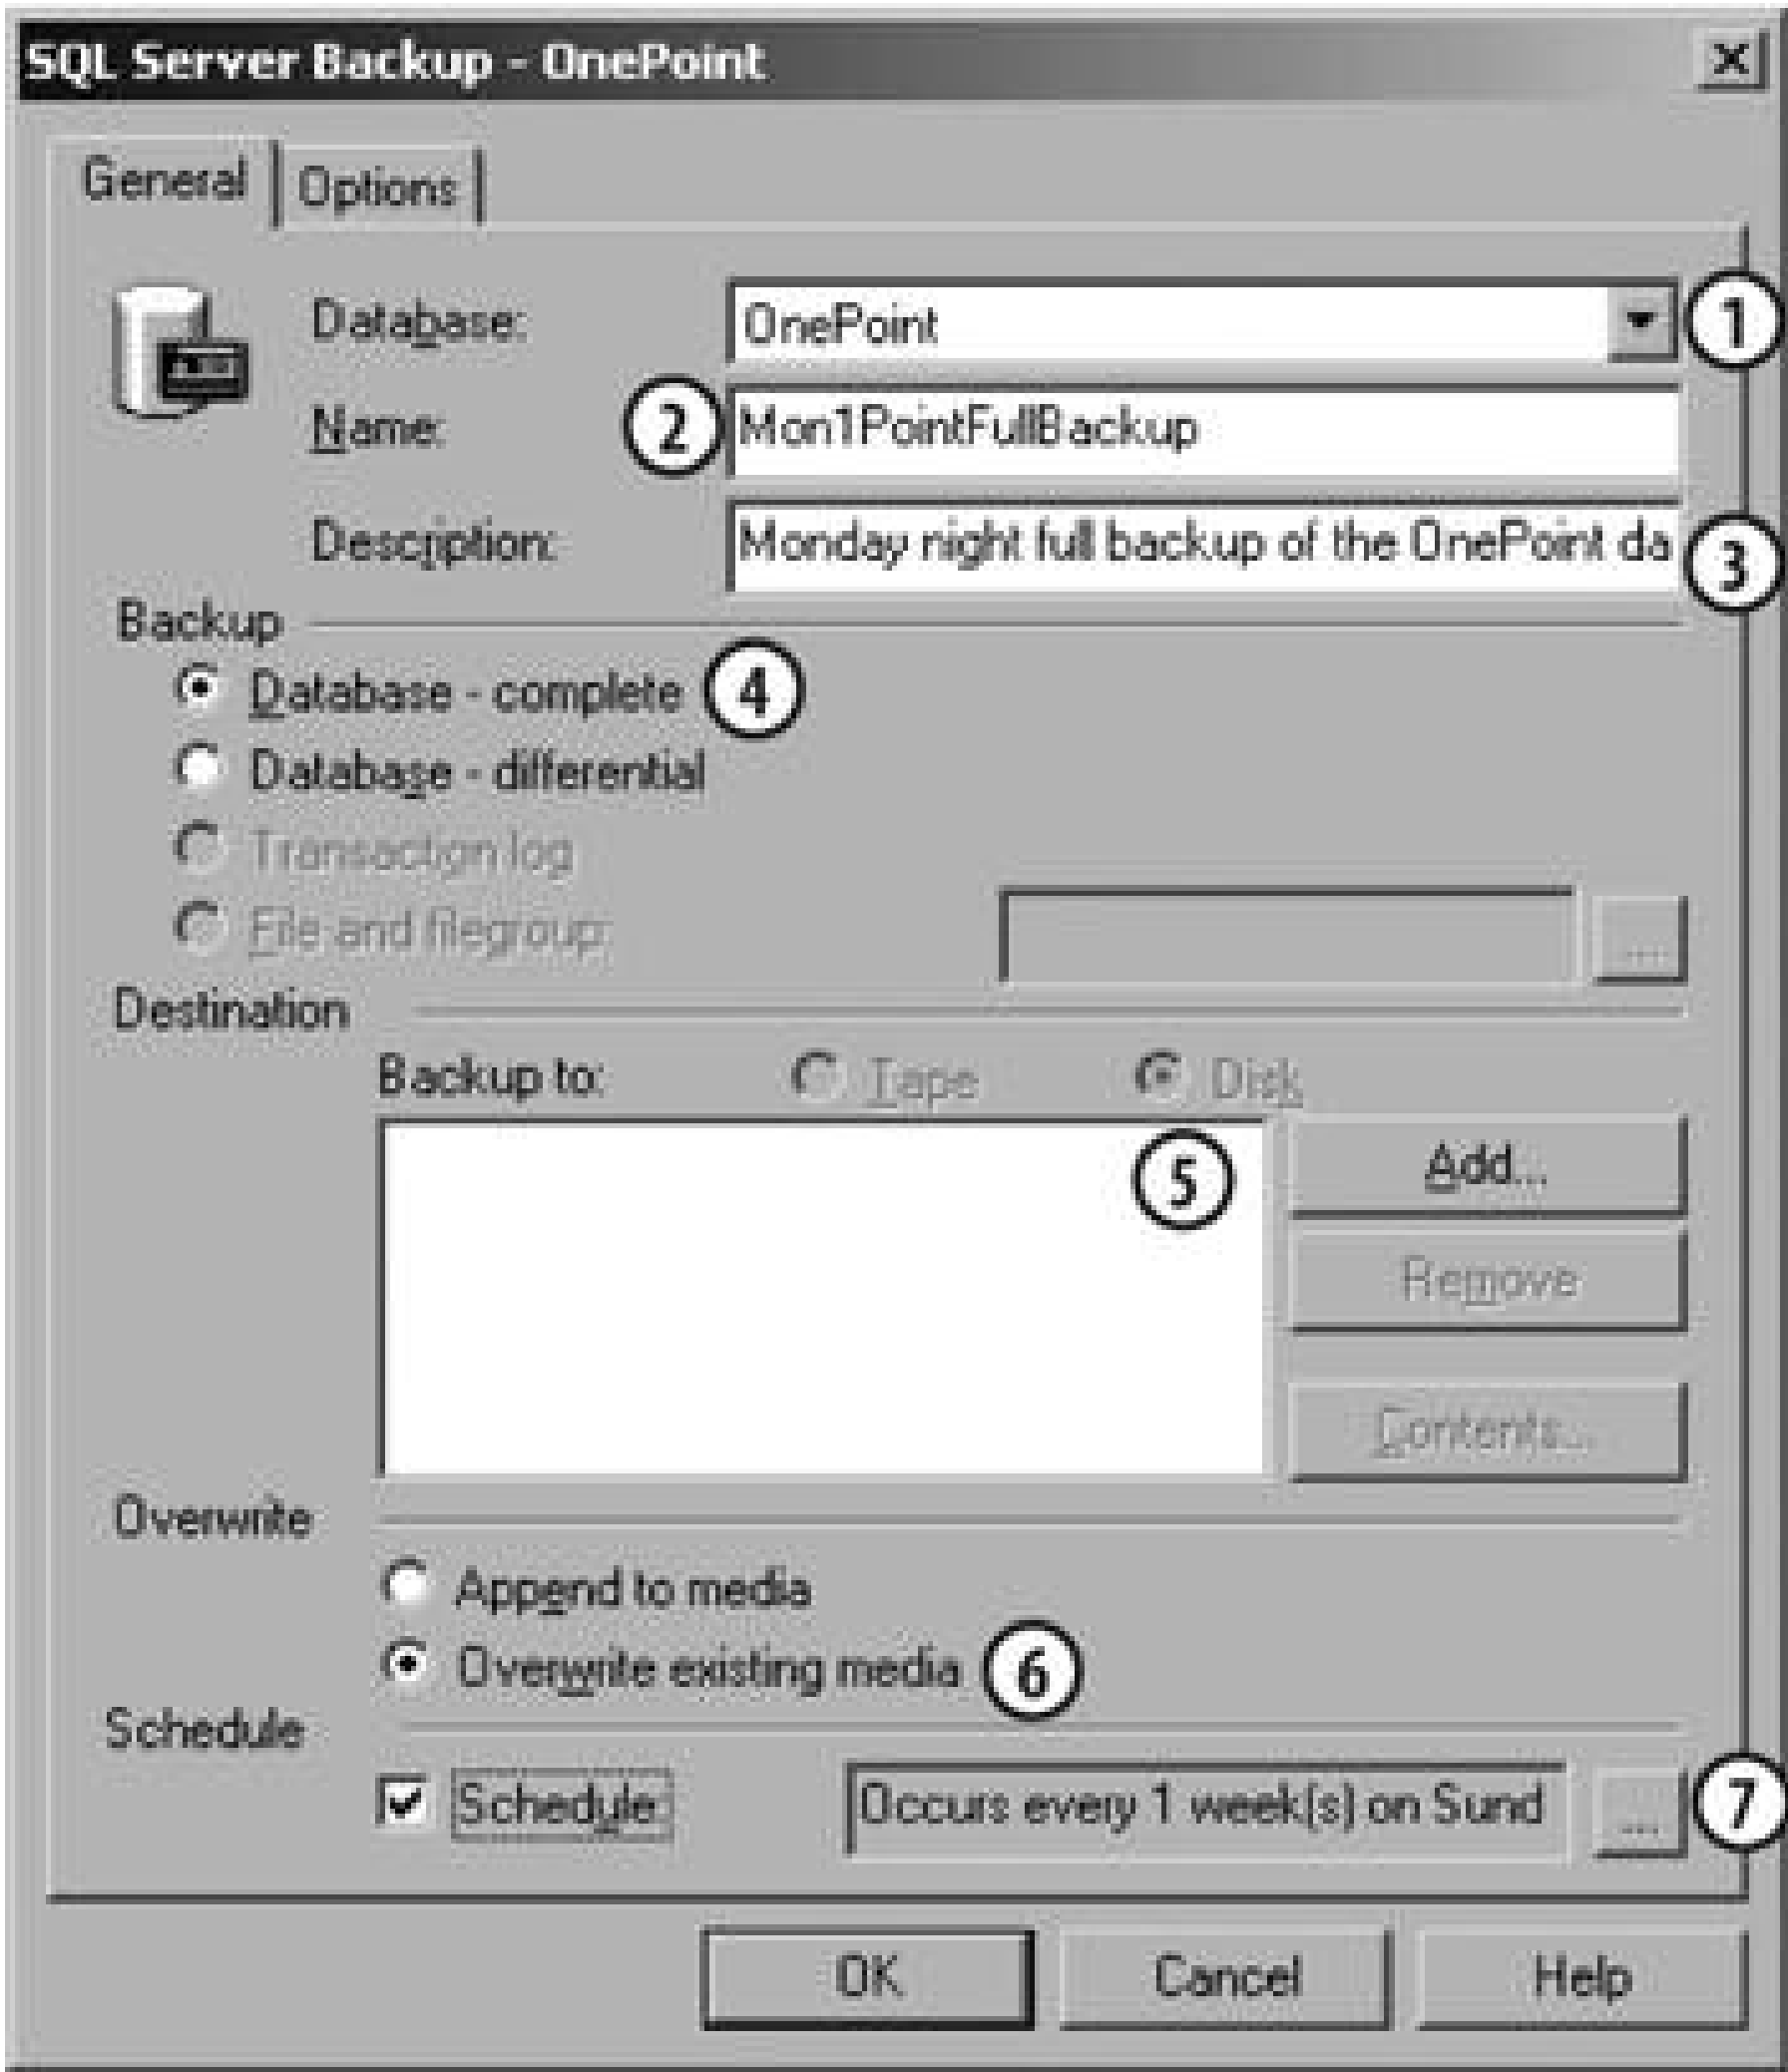 SQL Server Backup - OnePoint
General Options
Database: OnePoint 1
Name: 2 Mon1PointFullBackup
Description: Monday night full backup of the OnePoint da 3
Backup
Database - complete 4
Database - differential
Transaction log
File and filegroup: ...
Destination
Backup to: Tape Disk
5 Add...
Remove
Contents...
Overwrite
Append to media
Overwrite existing media 6
Schedule
Schedule: Occurs every 1 week(s) on Sund ... 7
OK Cancel Help